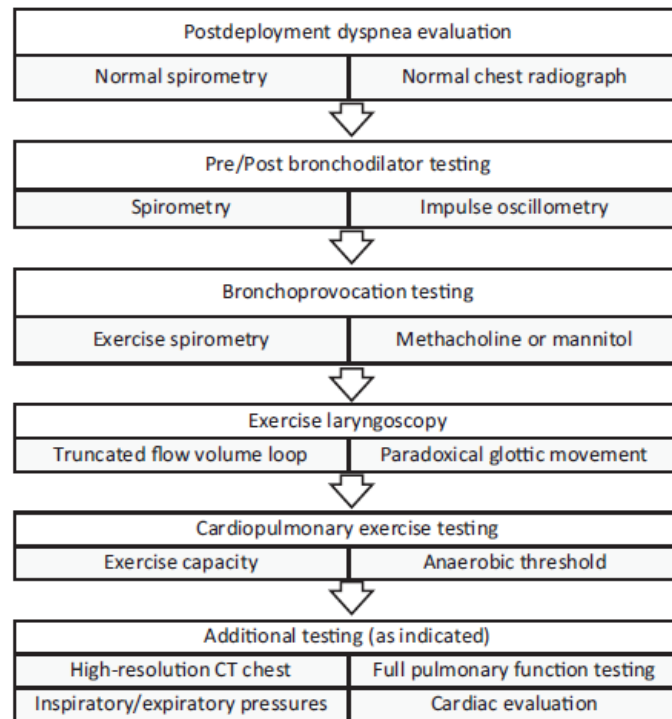 Postdeployment dyspnea evaluation
Normal spirometry Normal chest radiograph
Pre/Post bronchodilator testing
Spirometry Impulse oscillometry
Bronchoprovocation testing
Exercise spirometry Methacholine or mannitol
Exercise laryngoscopy
Truncated flow volume loop Paradoxical glottic movement
Cardiopulmonary exercise testing
Exercise capacity Anaerobic threshold
Additional testing (as indicated)
High-resolution CT chest Full pulmonary function testing
Inspiratory/expiratory pressures Cardiac evaluation